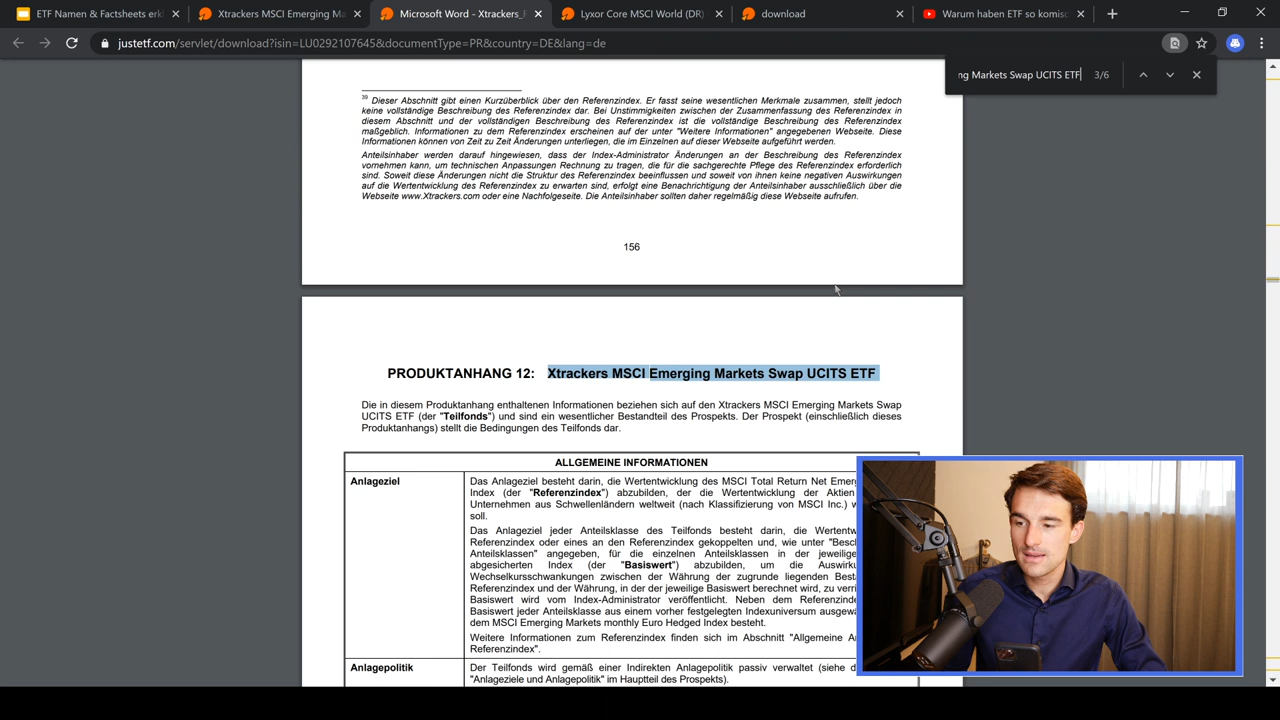 ETF Namen & Factsheets erkl
Xtrackers MSCI Emerging Ma
Microsoft Word - Xtrackers_F
Lyxor Core MSCI World (DR)
download
Warum haben ETF so komisc
justetf.com/servlet/download?isin=LU0292107645&documentType=PR&country=DE&lang=de
ng Markets Swap UCITS ETF 3/6
39 Dieser Abschnitt gibt einen Kurzüberblick über den Referenzindex. Er fasst seine wesentlichen Merkmale zusammen, stellt jedoch
keine vollständige Beschreibung des Referenzindex dar. Bei Unstimmigkeiten zwischen der Zusammenfassung des Referenzindex in
diesem Abschnitt und der vollständigen Beschreibung des Referenzindex ist die vollständige Beschreibung des Referenzindex
maßgeblich. Informationen zu dem Referenzindex erscheinen auf der unter "Weitere Informationen" angegebenen Webseite. Diese
Informationen können von Zeit zu Zeit Änderungen unterliegen, die im Einzelnen auf dieser Webseite aufgeführt werden.
Anteilsinhaber werden darauf hingewiesen, dass der Index-Administrator Änderungen an der Beschreibung des Referenzindex
vornehmen kann, um technischen Anpassungen Rechnung zu tragen, die für die sachgerechte Pflege des Referenzindex erforderlich
sind. Soweit diese Änderungen nicht die Struktur des Referenzindex beeinflussen und soweit von ihnen keine negativen Auswirkungen
auf die Wertentwicklung des Referenzindex zu erwarten sind, erfolgt eine Benachrichtigung der Anteilsinhaber ausschließlich über die
Webseite www.Xtrackers.com oder eine Nachfolgeseite. Die Anteilsinhaber sollten daher regelmäßig diese Webseite aufrufen.
156
PRODUKTANHANG 12: Xtrackers MSCI Emerging Markets Swap UCITS ETF
Die in diesem Produktanhang enthaltenen Informationen beziehen sich auf den Xtrackers MSCI Emerging Markets Swap
UCITS ETF (der "Teilfonds") und sind ein wesentlicher Bestandteil des Prospekts. Der Prospekt (einschließlich dieses
Produktanhangs) stellt die Bedingungen des Teilfonds dar.
ALLGEMEINE INFORMATIONEN
Anlageziel
Das Anlageziel besteht darin, die Wertentwicklung des MSCI Total Return Net Emerg
Index (der "Referenzindex") abzubilden, der die Wertentwicklung der Aktien
Unternehmen aus Schwellenländern weltweit (nach Klassifizierung von MSCI Inc.) w
soll.
Das Anlageziel jeder Anteilsklasse des Teilfonds besteht darin, die Wertentw
Referenzindex oder eines an den Referenzindex gekoppelten und, wie unter "Besch
Anteilsklassen" angegeben, für die einzelnen Anteilsklassen in der jeweilige
abgesicherten Index (der "Basiswert") abzubilden, um die Auswirku
Wechselkursschwankungen zwischen der Währung der zugrunde liegenden Besta
Referenzindex und der Währung, in der der jeweilige Basiswert berechnet wird, zu verri
Basiswert wird vom Index-Administrator veröffentlicht. Neben dem Referenzinde
Basiswert jeder Anteilsklasse aus einem vorher festgelegten Indexuniversum ausgewä
dem MSCI Emerging Markets monthly Euro Hedged Index besteht.
Weitere Informationen zum Referenzindex finden sich im Abschnitt "Allgemeine A
Referenzindex".
Anlagepolitik
Der Teilfonds wird gemäß einer Indirekten Anlagepolitik passiv verwaltet (siehe d
"Anlageziele und Anlagepolitik" im Hauptteil des Prospekts).